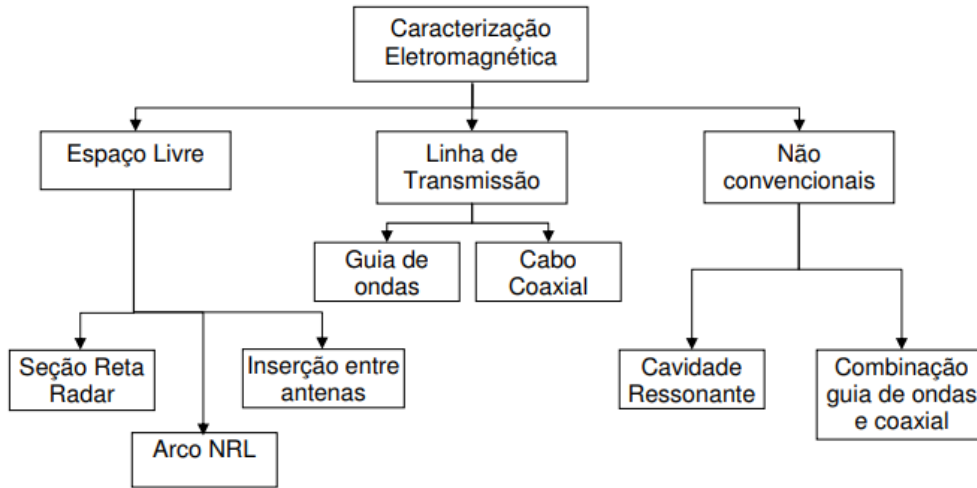 Caracterização
Eletromagnética
Espaço Livre
Linha de
Transmissão
Não
convencionais
Guia de
ondas
Cabo
Coaxial
Seção Reta
Radar
Inserção entre
antenas
Cavidade
Ressonante
Combinação
guia de ondas
e coaxial
Arco NRL